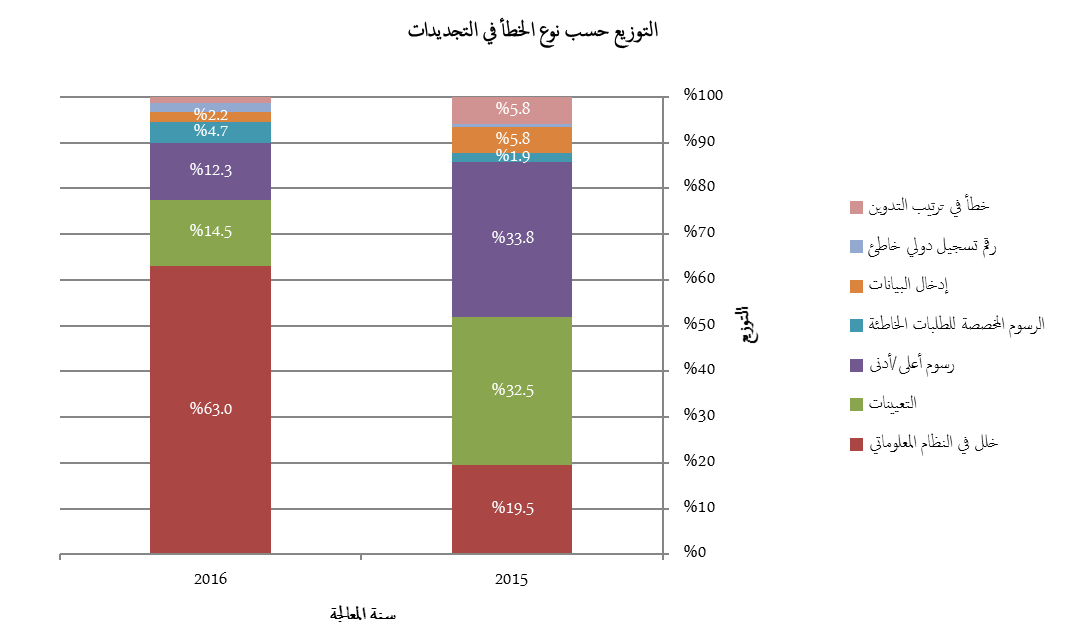 التوزيع حسب نوع الخطأ في التجديدات
%100
%90
%80
%70
%60
%50
%40
%30
%20
%10
%0
التوزيع
%5.8
%5.8
%1.9
%33.8
%32.5
%19.5
%2.2
%4.7
%12.3
%14.5
%63.0
2015
2016
سنة المعالجة
خطأ في ترتيب التدوين
رقم تسجيل دولي خاطئ
إدخال البيانات
الرسوم المخصصة للطلبات الخاطئة
رسوم أعلى/أدنى
التعيينات
خلل في النظام المعلوماتي